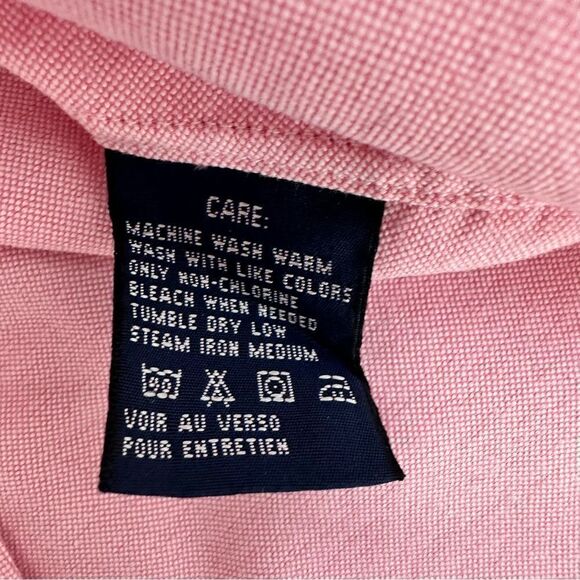 CARE:
MACHINE WASH WARM
WASH WITH LIKE COLORS
ONLY NON-CHLORINE
BLEACH WHEN NEEDED
TUMBLE DRY LOW
STEAM IRON MEDIUM
VOIR AU VERSO
POUR ENTRETIEN